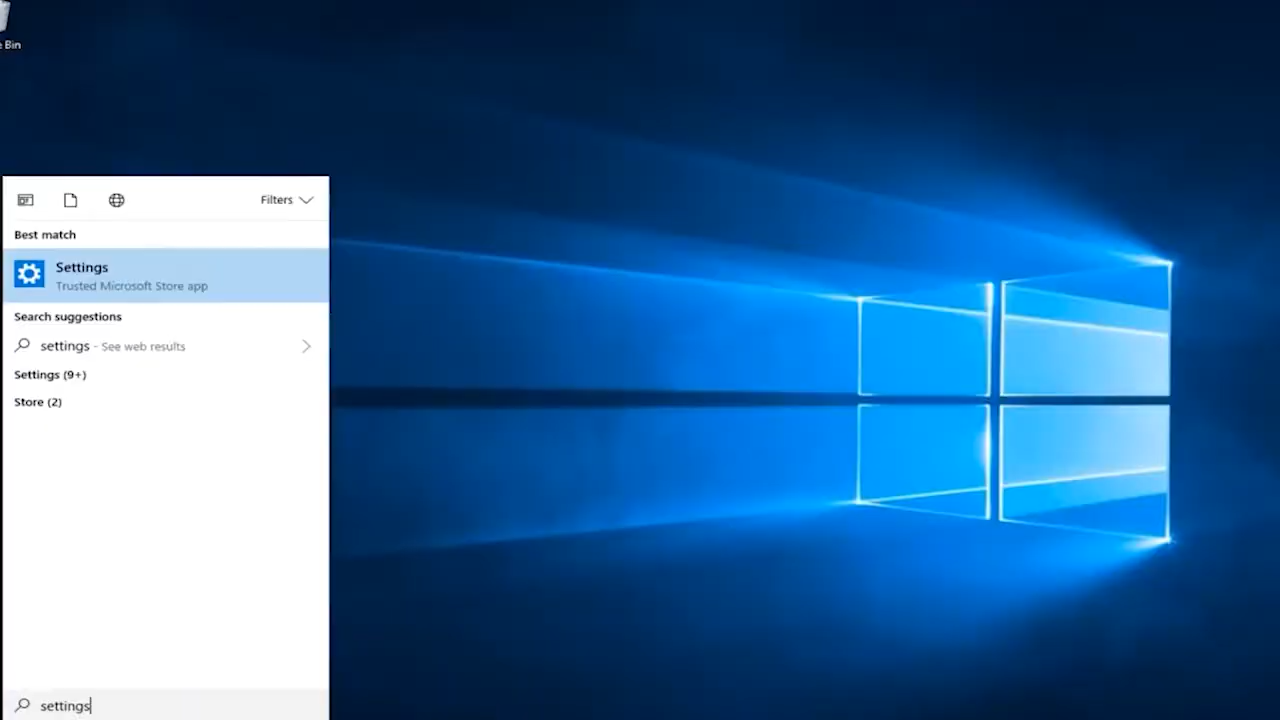 Bin
Filters
Best match
Settings
Trusted Microsoft Store app
Search suggestions
settings - See web results
Settings (9+)
Store (2)
settings